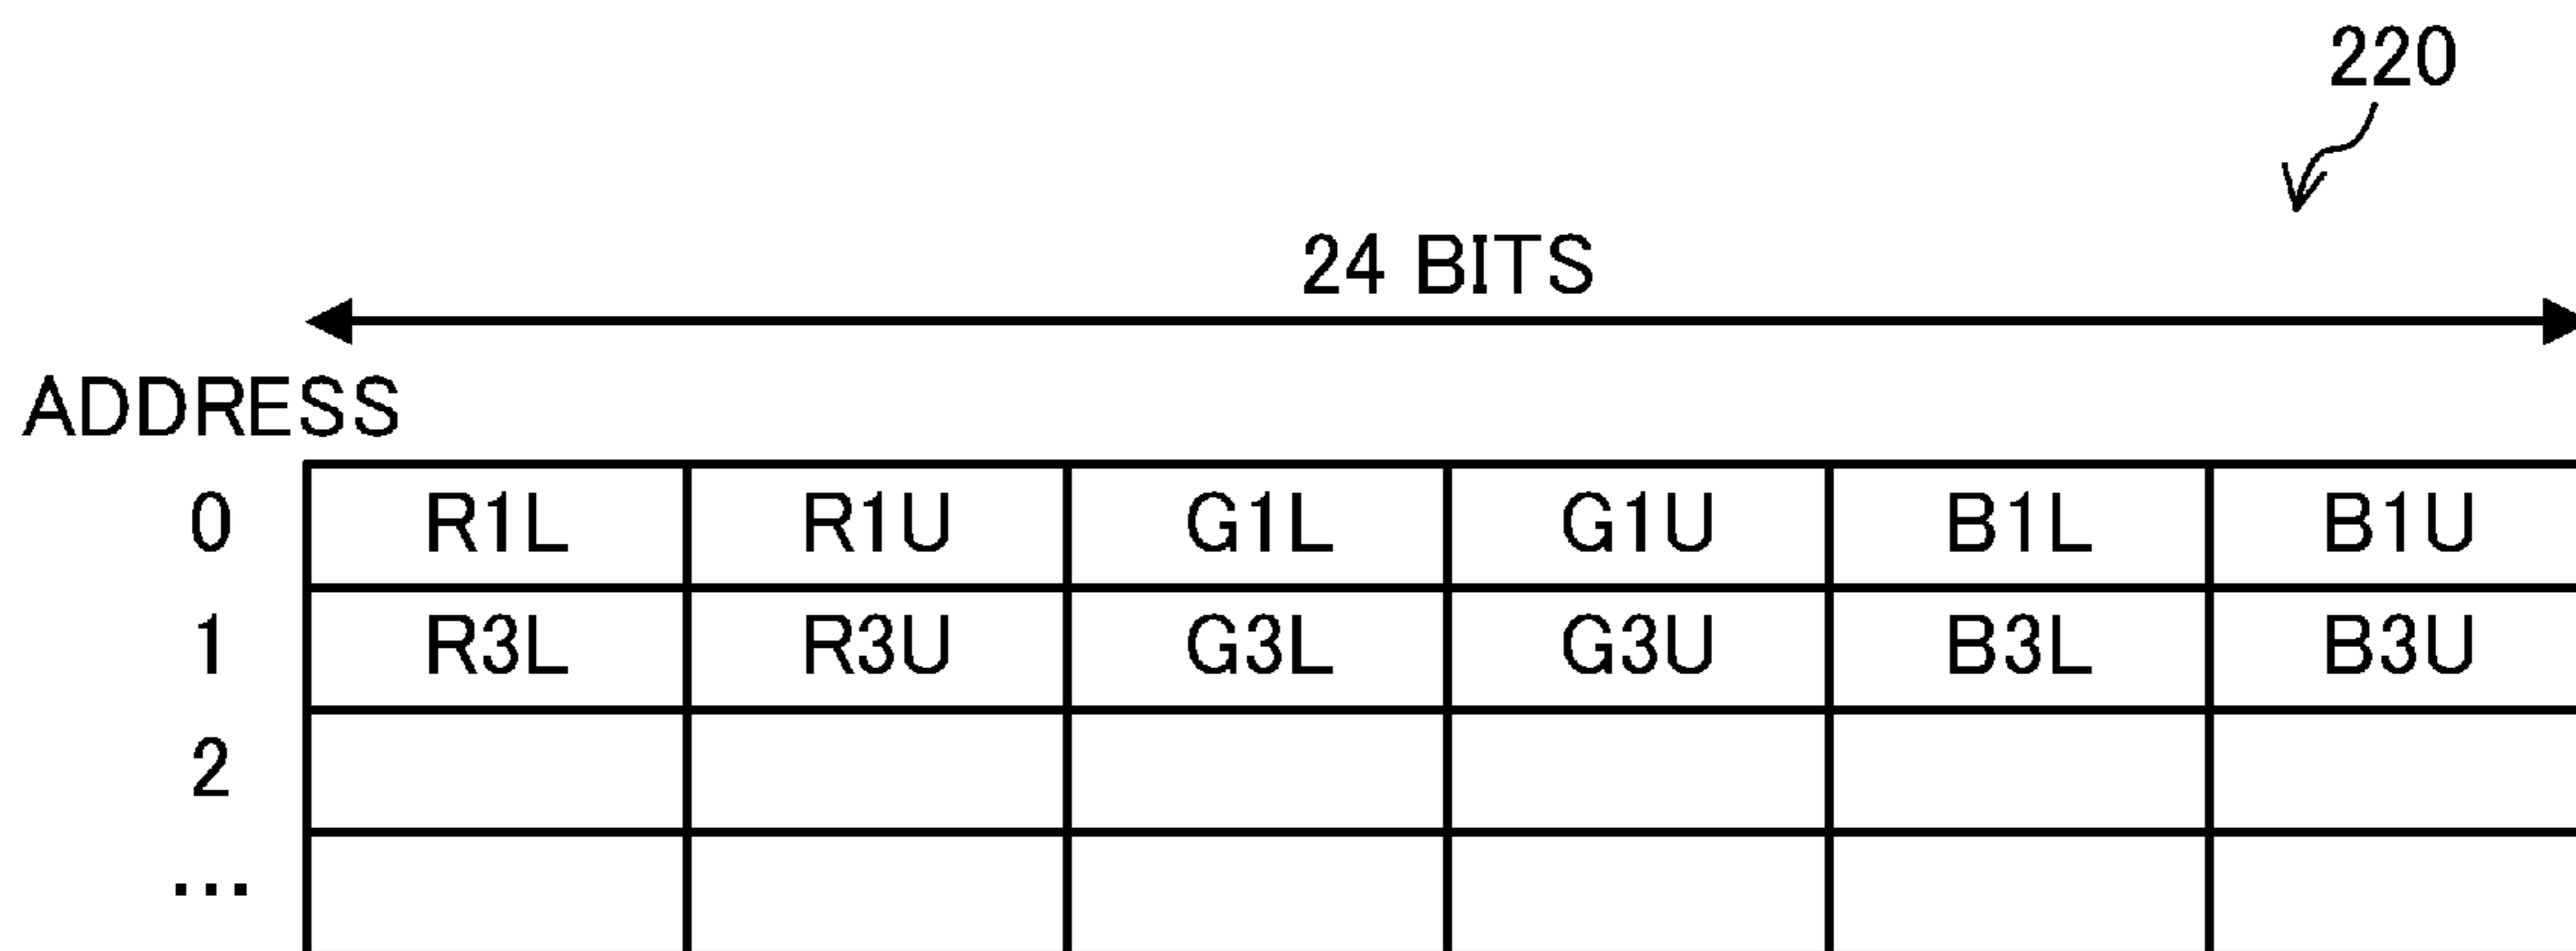 220
24 BITS
ADDRESS
0 R1L R1U G1L G1U B1L B1U
1 R3L R3U G3L G3U B3L B3U
2
...